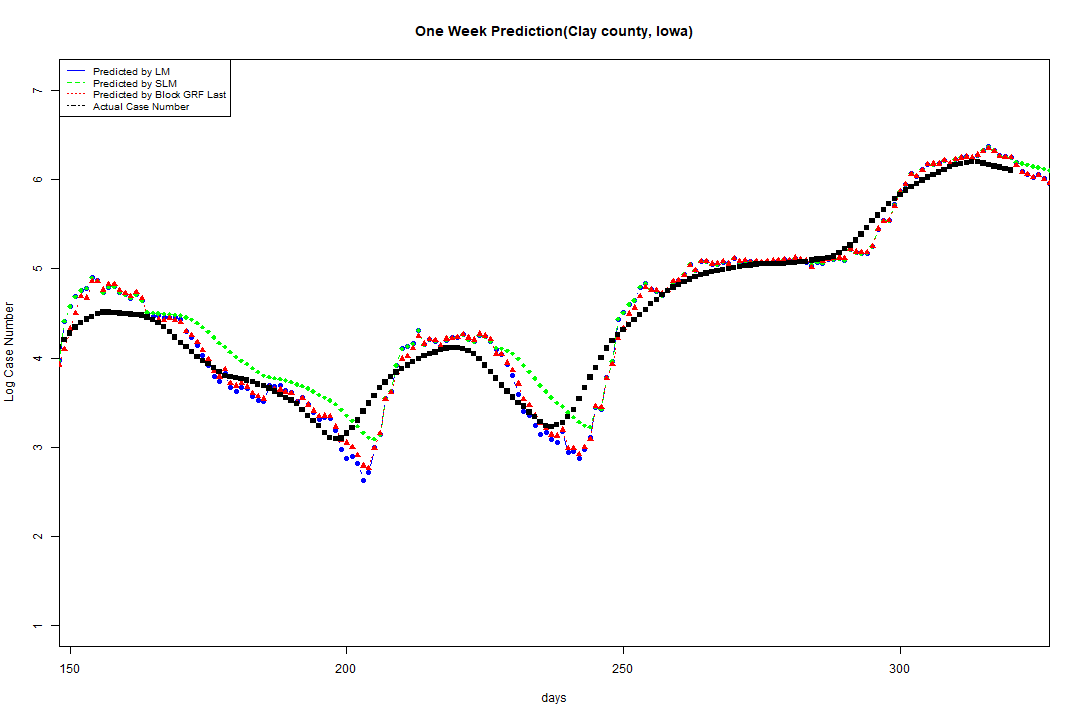 One Week Prediction(Clay county, Iowa)
Predicted by LM
Predicted by SLM
Predicted by Block GRF Last
Actual Case Number
Log Case Number
7
6
5
4
3
2
1
150 200 250 300
days